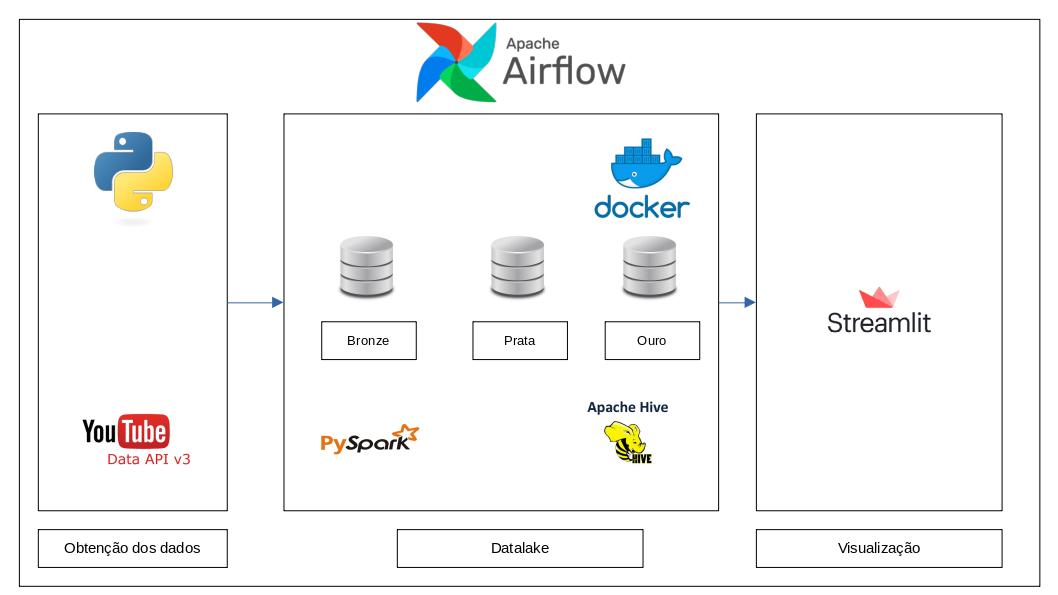 Apache
Airflow
docker
Bronze
Prata
Ouro
Streamlit
Apache Hive
YouTube
Data API v3
PySpark
HIVE
Obtenção dos dados
Datalake
Visualização